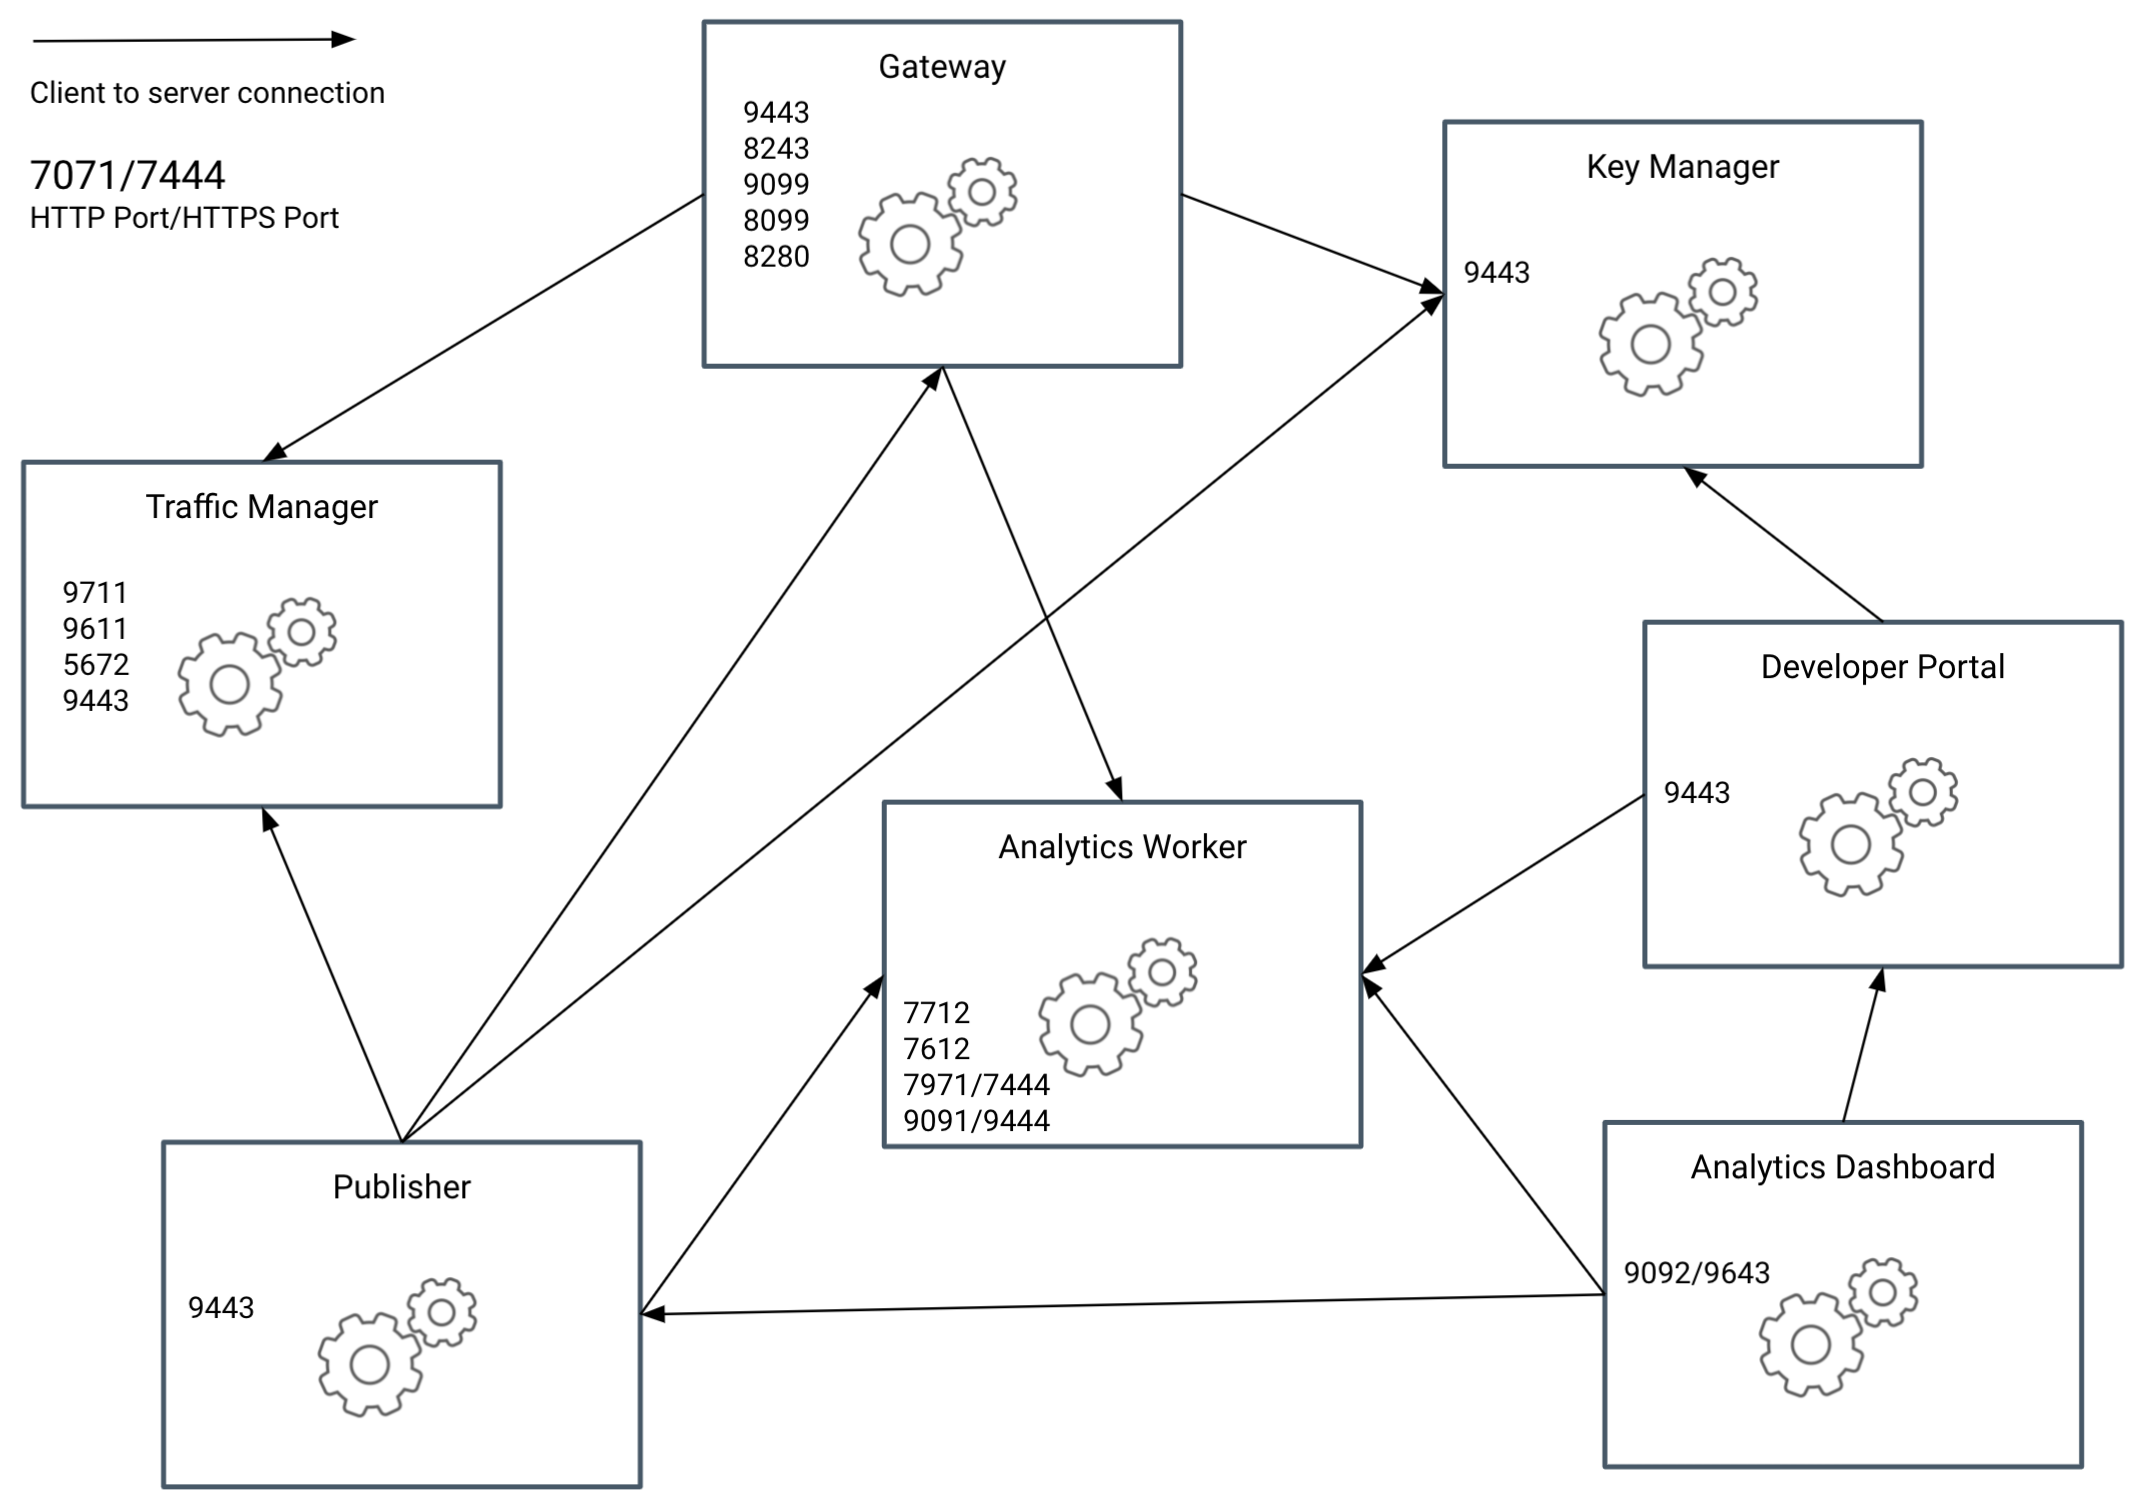 Client to server connection
7071/7444
HTTP Port/HTTPS Port
Gateway
9443
8243
9099
8099
8280
Key Manager
9443
Traffic Manager
9711
9611
5672
9443
Developer Portal
9443
Analytics Worker
7712
7612
7971/7444
9091/9444
Publisher
9443
Analytics Dashboard
9092/9643